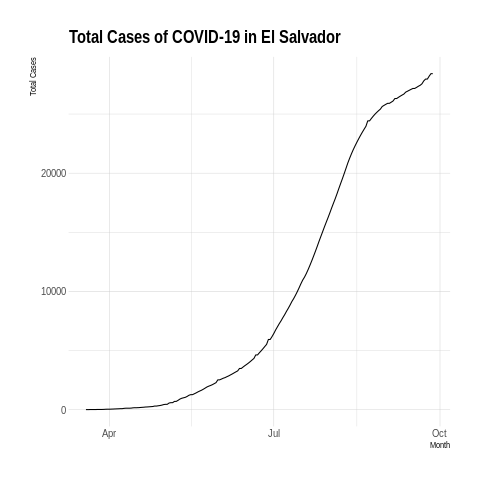 Total Cases of COVID-19 in El Salvador
Total Cases
20000
10000
0
Apr
Jul
Oct
Month